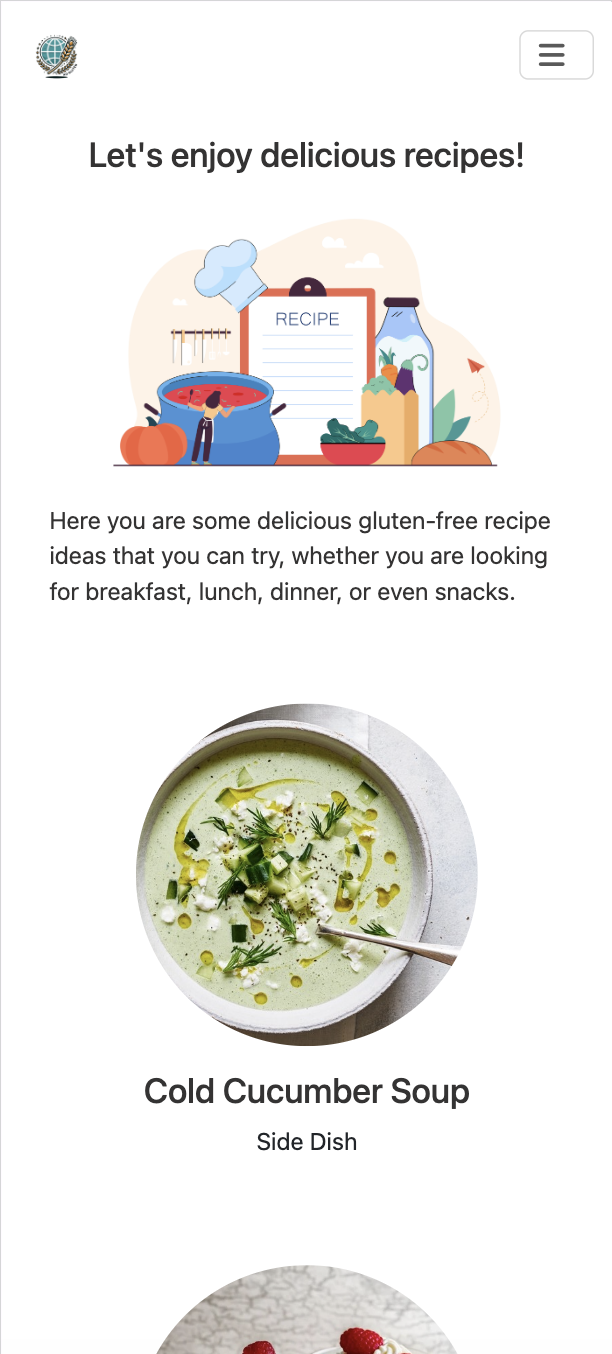 Let's enjoy delicious recipes!
RECIPE
Here you are some delicious gluten-free recipe
ideas that you can try, whether you are looking
for breakfast, lunch, dinner, or even snacks.
Cold Cucumber Soup
Side Dish